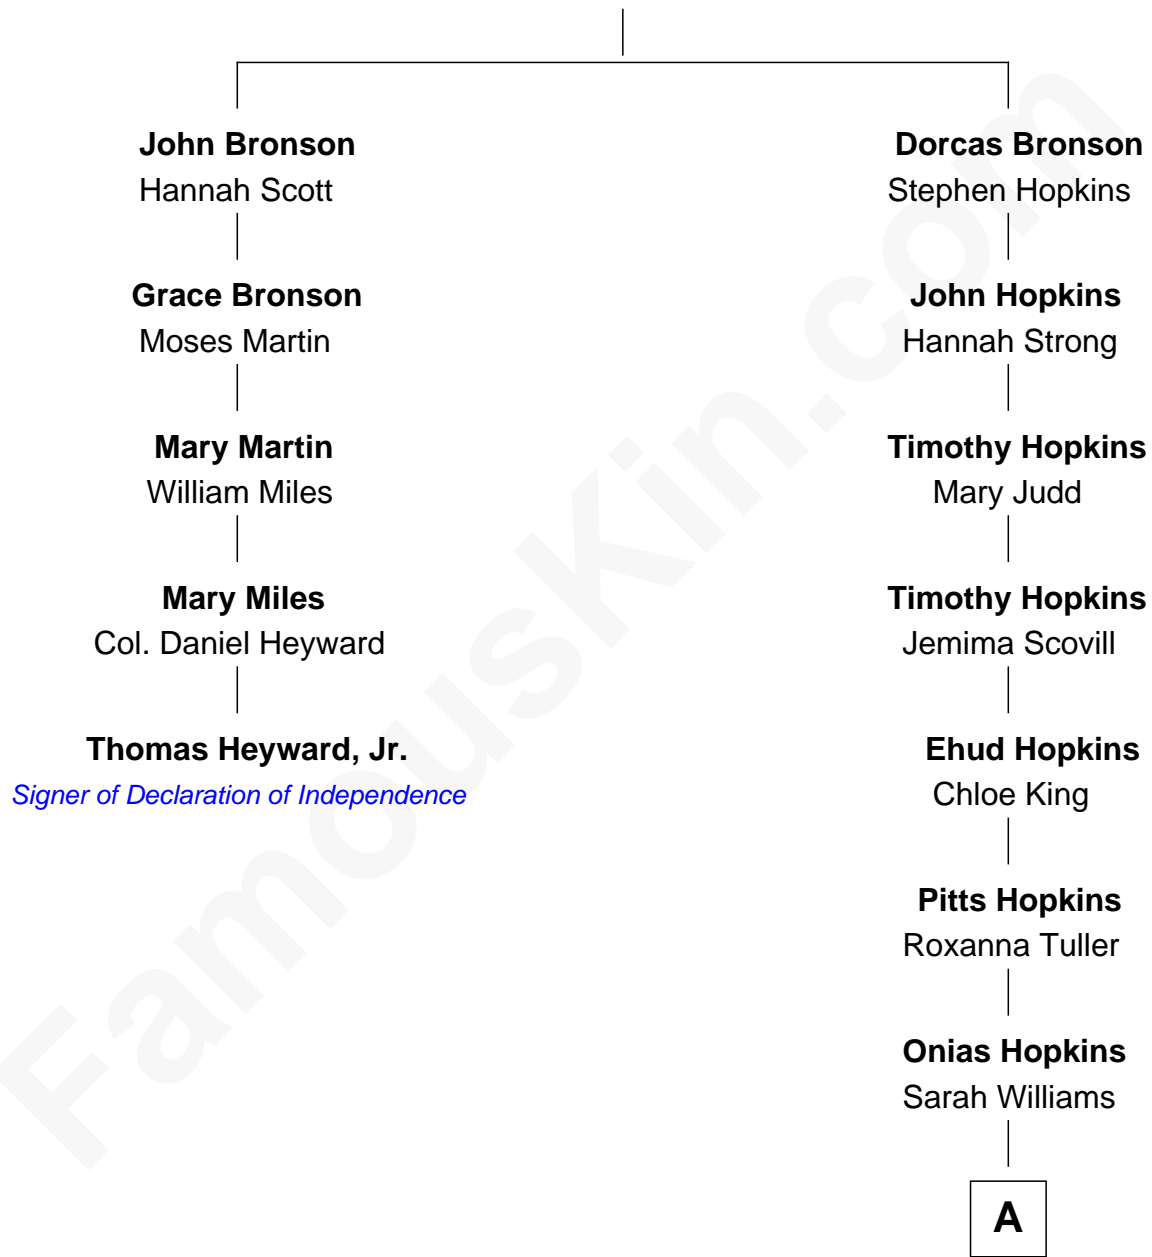 John Bronson
Hannah Scott
Grace Bronson
Moses Martin
Mary Martin
William Miles
Mary Miles
Col. Daniel Heyward
Thomas Heyward, Jr.
Signer of Declaration of Independence
Dorcas Bronson
Stephen Hopkins
John Hopkins
Hannah Strong
Timothy Hopkins
Mary Judd
Timothy Hopkins
Jemima Scovill
Ehud Hopkins
Chloe King
Pitts Hopkins
Roxanna Tuller
Onias Hopkins
Sarah Williams
A
FamousKin.com